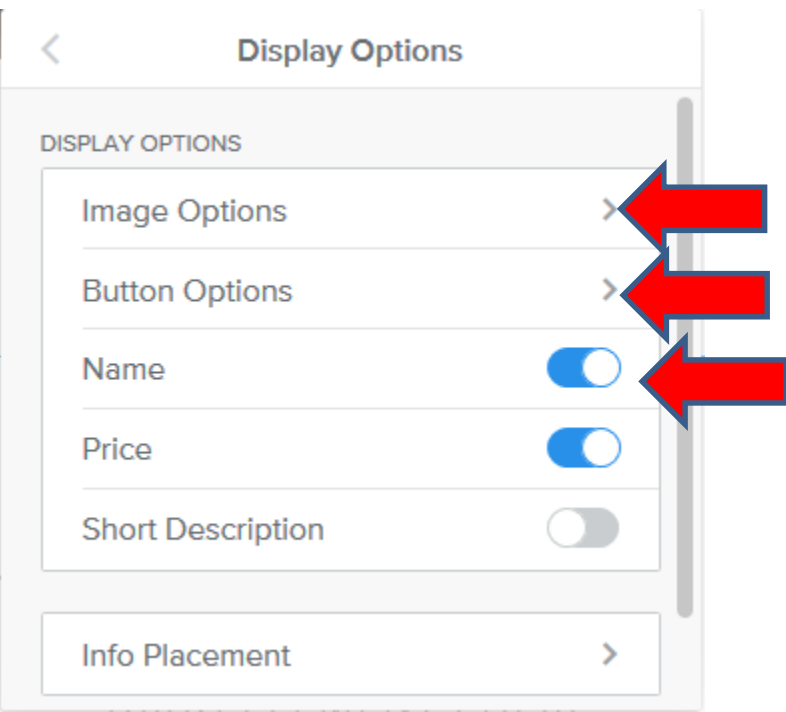 Display Options
DISPLAY OPTIONS
Image Options
Button Options
Name
Price
Short Description
Info Placement